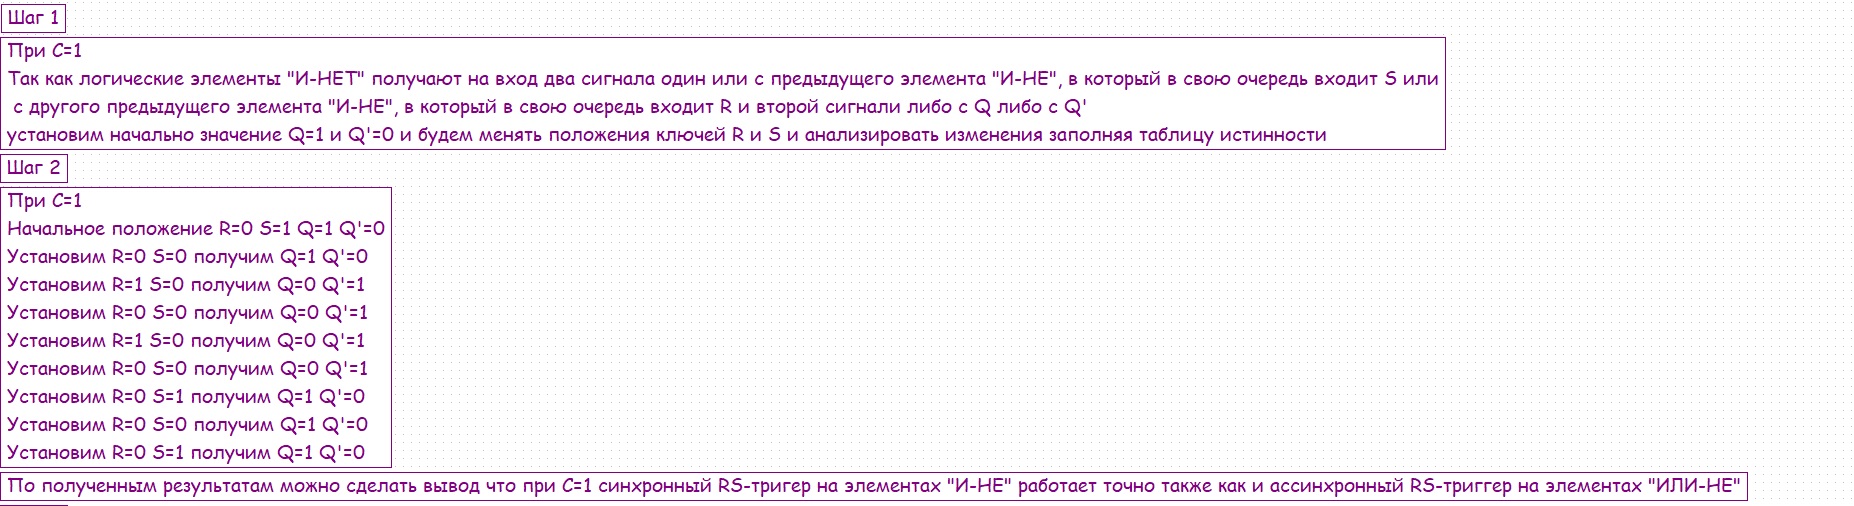 Шаг 1
При C=1
Так как логические элементы "И-НЕТ" получают на вход два сигнала один или с предыдущего элемента "И-НЕ", в который в свою очередь входит S или
с другого предыдущего элемента "И-НЕ", в который в свою очередь входит R и второй сигнали либо с Q либо с Q'
установим начально значение Q=1 и Q'=0 и будем менять положения ключей R и S и анализировать изменения заполняя таблицу истинности
Шаг 2
При C=1
Начальное положение R=0 S=1 Q=1 Q'=0
Установим R=0 S=0 получим Q=1 Q'=0
Установим R=1 S=0 получим Q=0 Q'=1
Установим R=0 S=0 получим Q=0 Q'=1
Установим R=1 S=0 получим Q=0 Q'=1
Установим R=0 S=0 получим Q=0 Q'=1
Установим R=0 S=1 получим Q=1 Q'=0
Установим R=0 S=0 получим Q=1 Q'=0
Установим R=0 S=1 получим Q=1 Q'=0
По полученным результатам можно сделать вывод что при C=1 синхронный RS-тригер на элементах "И-НЕ" работает точно также как и ассинхронный RS-триггер на элементах "ИЛИ-НЕ"